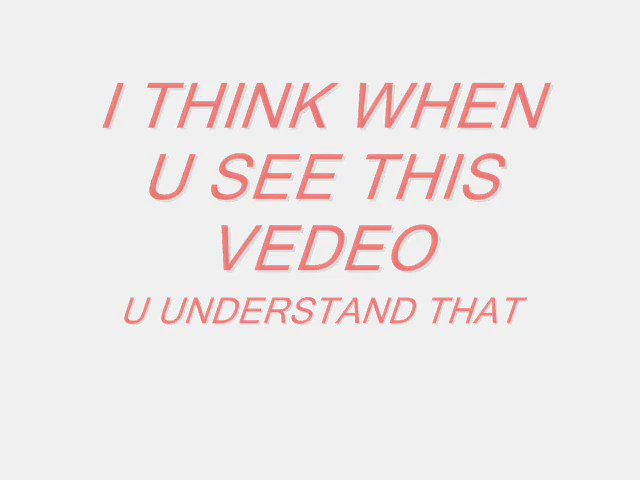 I THINK WHEN
U SEE THIS
VEDEO
U UNDERSTAND THAT